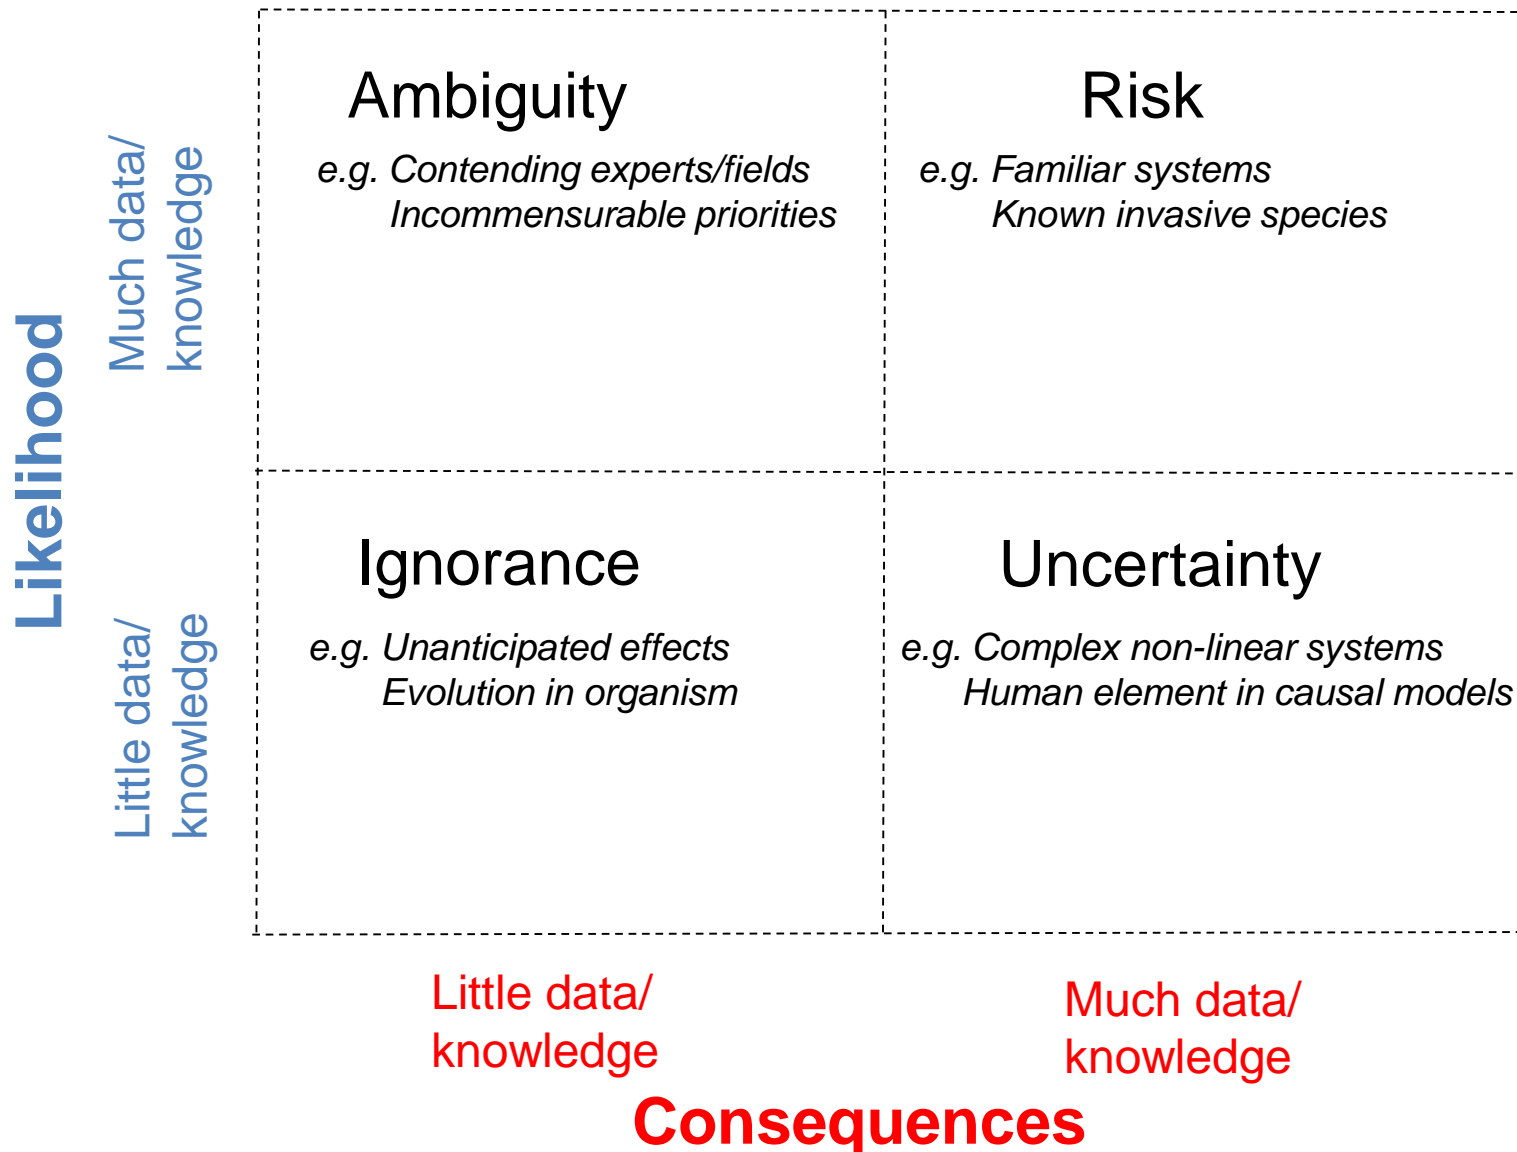 Ambiguity
e.g. Contending experts/fields
Incommensurable priorities
Risk
e.g. Familiar systems
Known invasive species
Ignorance
e.g. Unanticipated effects
Evolution in organism
Uncertainty
e.g. Complex non-linear systems
Human element in causal models
Likelihood
Much data/
knowledge
Little data/
knowledge
Little data/
knowledge
Much data/
knowledge
Consequences